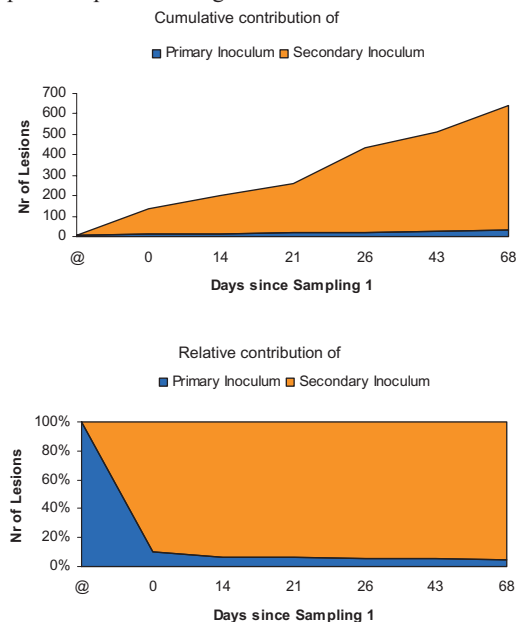 Cumulative contribution of
Primary Inoculum Secondary Inoculum
700
600
500
400
300
200
100
0
Nr of Lesions
@ 0 14 21 26 43 68
Days since Sampling 1
Relative contribution of
Primary Inoculum Secondary Inoculum
100%
80%
60%
40%
20%
0%
Nr of Lesions
@ 0 14 21 26 43 68
Days since Sampling 1